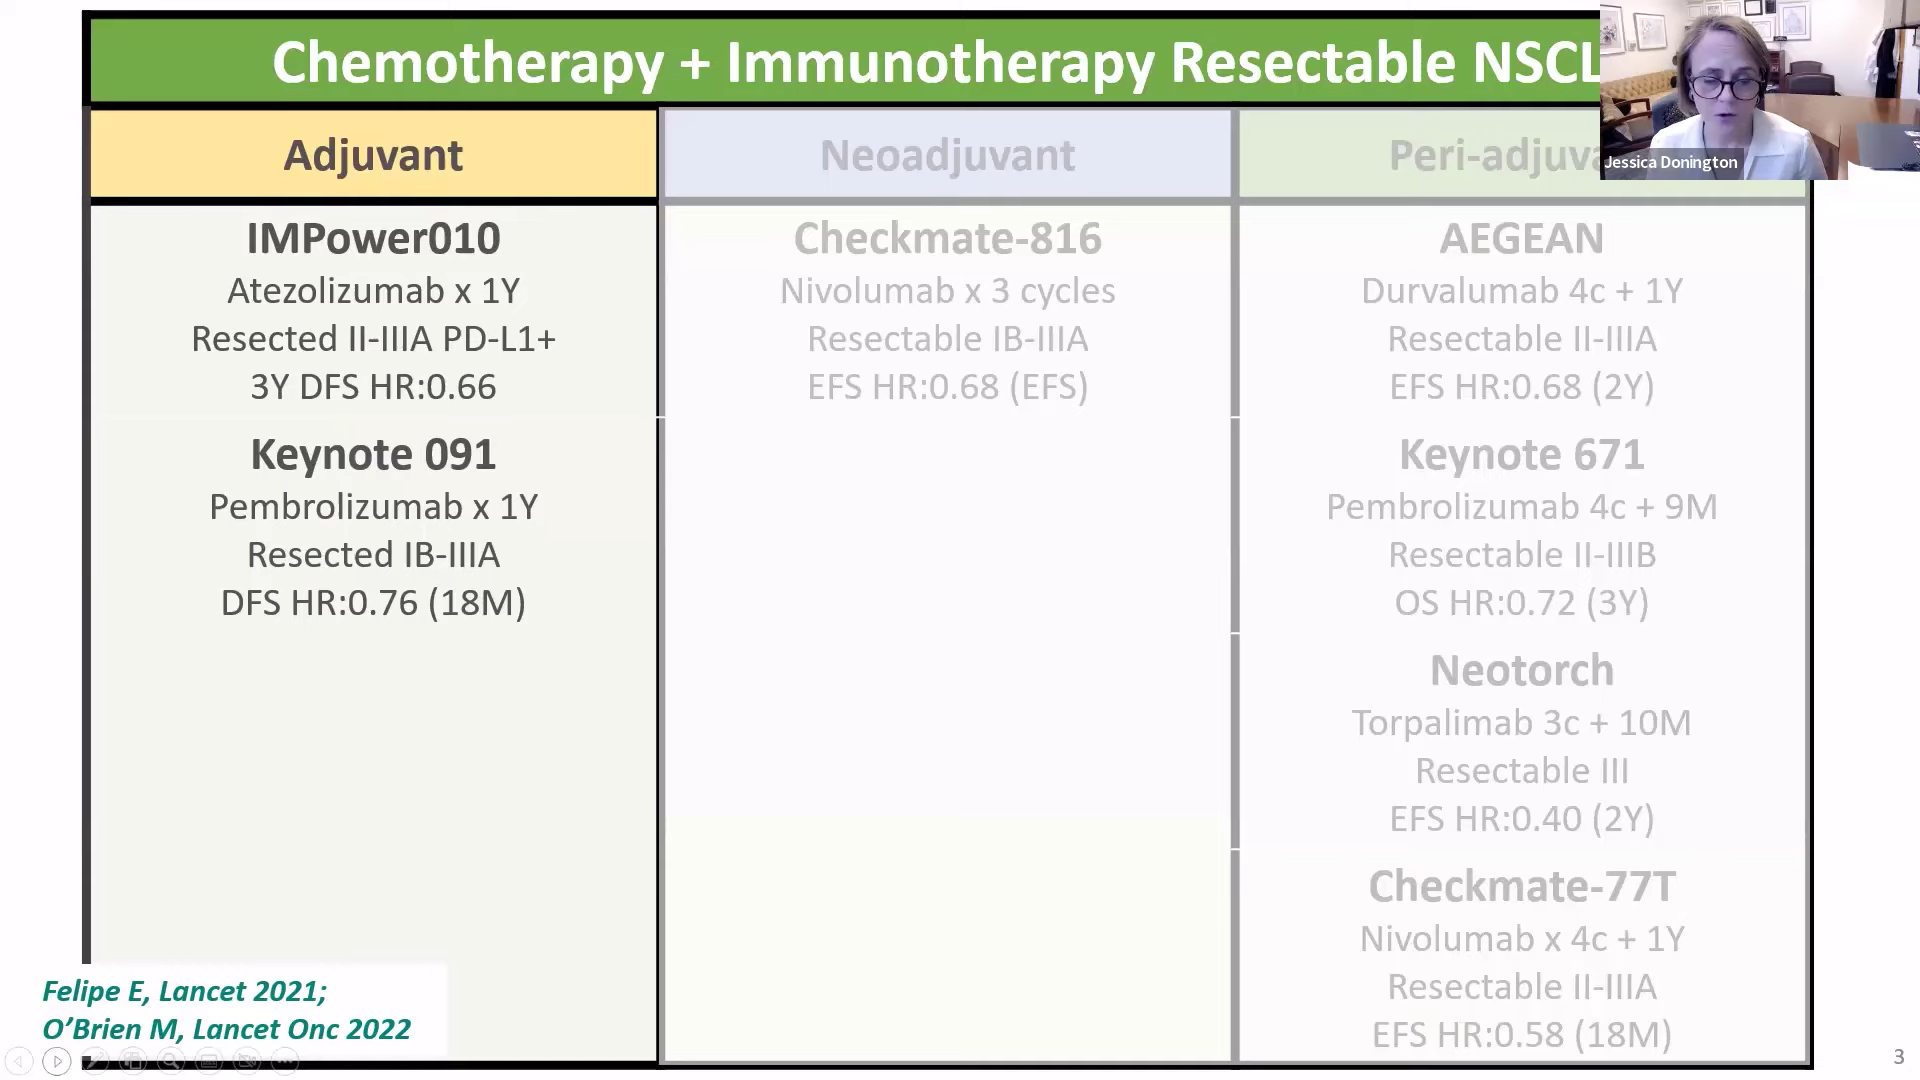 Chemotherapy + Immunotherapy Resectable NSCL
Jessica Donington
Adjuvant
Neoadjuvant
Peri-adjuva
IMPower010
Atezolizumab x 1Y
Resected II-IIIA PD-L1+
3Y DFS HR:0.66
Keynote 091
Pembrolizumab x 1Y
Resected IB-IIIA
DFS HR:0.76 (18M)
Checkmate-816
Nivolumab x 3 cycles
Resectable IB-IIIA
EFS HR:0.68 (EFS)
AEGEAN
Durvalumab 4c + 1Y
Resectable II-IIIA
EFS HR:0.68 (2Y)
Keynote 671
Pembrolizumab 4c + 9M
Resectable II-IIIB
OS HR:0.72 (3Y)
Neotorch
Torpalimab 3c + 10M
Resectable III
EFS HR:0.40 (2Y)
Checkmate-77T
Nivolumab x 4c + 1Y
Resectable II-IIIA
EFS HR:0.58 (18M)
Felipe E, Lancet 2021;
O’Brien M, Lancet Onc 2022
3